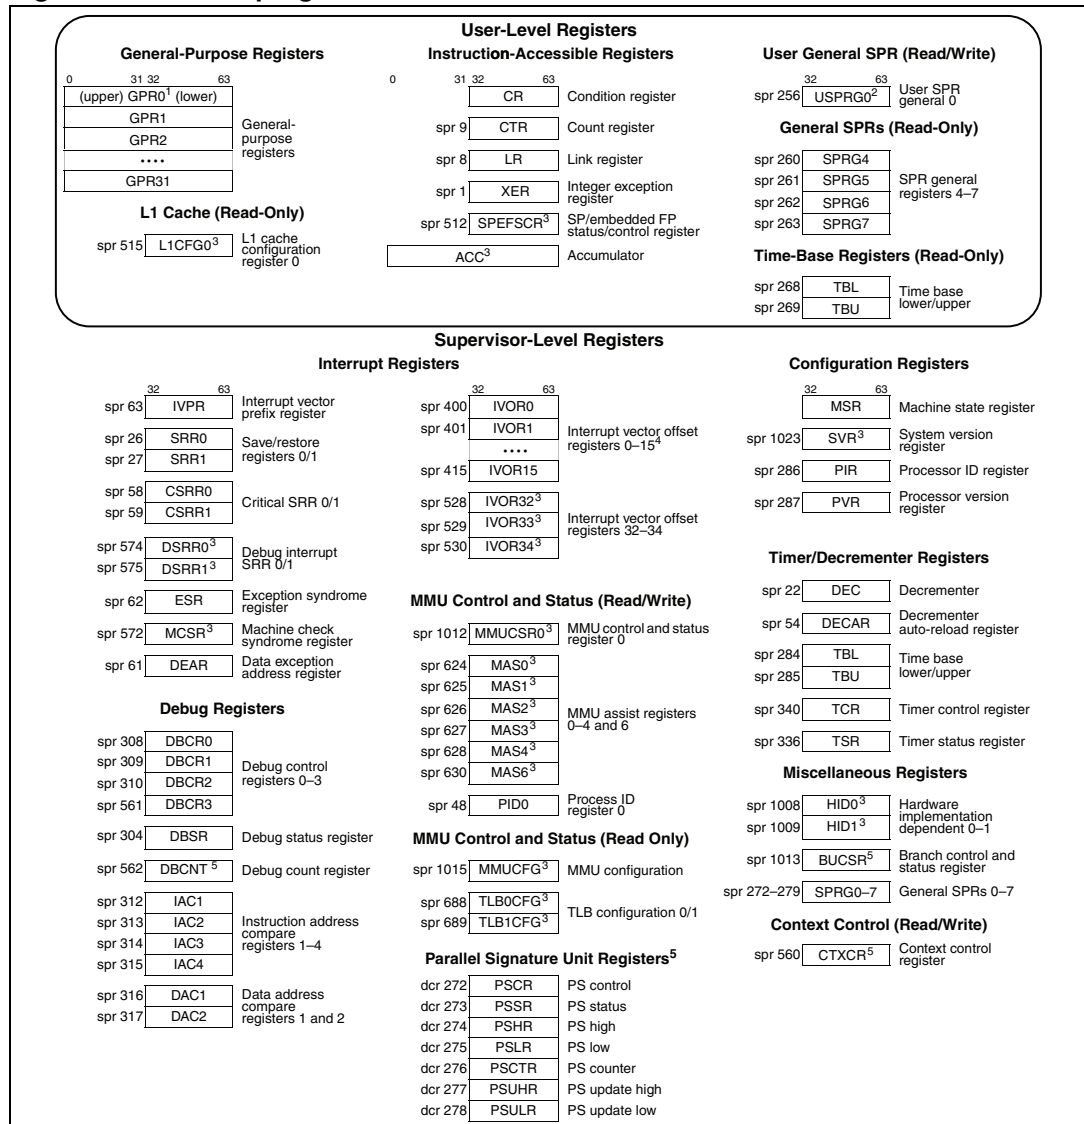 User-Level Registers
General-Purpose Registers
0 31 32 63
(upper) GPR0¹ (lower)
GPR1
GPR2
••••
GPR31
General-
purpose
registers
L1 Cache (Read-Only)
spr 515 L1CFG0³
L1 cache
configuration
register 0
Instruction-Accessible Registers
0 31 32 63
CR Condition register
spr 9 CTR Count register
spr 8 LR Link register
spr 1 XER Integer exception
register
spr 512 SPEFSCR³ SP/embedded FP
status/control register
ACC³ Accumulator
User General SPR (Read/Write)
32 63
spr 256 USPRG0² User SPR
general 0
General SPRs (Read-Only)
spr 260 SPRG4
spr 261 SPRG5
spr 262 SPRG6
spr 263 SPRG7
SPR general
registers 4–7
Time-Base Registers (Read-Only)
spr 268 TBL
spr 269 TBU
Time base
lower/upper
Supervisor-Level Registers
Interrupt Registers
32 63
spr 63 IVPR Interrupt vector
prefix register
spr 26 SRR0
spr 27 SRR1
Save/restore
registers 0/1
spr 58 CSRR0
spr 59 CSRR1
Critical SRR 0/1
spr 574 DSRR0³
spr 575 DSRR1³
Debug interrupt
SRR 0/1
spr 62 ESR Exception syndrome
register
spr 572 MCSR³ Machine check
syndrome register
spr 61 DEAR Data exception
address register
Debug Registers
spr 308 DBCR0
spr 309 DBCR1
spr 310 DBCR2
spr 561 DBCR3
Debug control
registers 0–3
spr 304 DBSR Debug status register
spr 562 DBCNT ⁵ Debug count register
spr 312 IAC1
spr 313 IAC2
spr 314 IAC3
spr 315 IAC4
Instruction address
compare
registers 1–4
spr 316 DAC1
spr 317 DAC2
Data address
compare
registers 1 and 2
32 63
spr 400 IVOR0
spr 401 IVOR1
••••
spr 415 IVOR15
Interrupt vector offset
registers 0–15⁴
spr 528 IVOR32³
spr 529 IVOR33³
spr 530 IVOR34³
Interrupt vector offset
registers 32–34
MMU Control and Status (Read/Write)
spr 1012 MMUCSR0³ MMU control and status
register 0
spr 624 MAS0³
spr 625 MAS1³
spr 626 MAS2³
spr 627 MAS3³
spr 628 MAS4³
spr 630 MAS6³
MMU assist registers
0–4 and 6
spr 48 PID0 Process ID
register 0
MMU Control and Status (Read Only)
spr 1015 MMUCFG³ MMU configuration
spr 688 TLB0CFG³
spr 689 TLB1CFG³
TLB configuration 0/1
Parallel Signature Unit Registers⁵
dcr 272 PSCR PS control
dcr 273 PSSR PS status
dcr 274 PSHR PS high
dcr 275 PSLR PS low
dcr 276 PSCTR PS counter
dcr 277 PSUHR PS update high
dcr 278 PSULR PS update low
Configuration Registers
32 63
MSR Machine state register
spr 1023 SVR³ System version
register
spr 286 PIR Processor ID register
spr 287 PVR Processor version
register
Timer/Decrementer Registers
spr 22 DEC Decrementer
spr 54 DECAR Decrementer
auto-reload register
spr 284 TBL
spr 285 TBU
Time base
lower/upper
spr 340 TCR Timer control register
spr 336 TSR Timer status register
Miscellaneous Registers
spr 1008 HID0³
spr 1009 HID1³
Hardware
implementation
dependent 0–1
spr 1013 BUCSR⁵ Branch control and
status register
spr 272–279 SPRG0–7 General SPRs 0–7
Context Control (Read/Write)
spr 560 CTXCR⁵ Context control
register